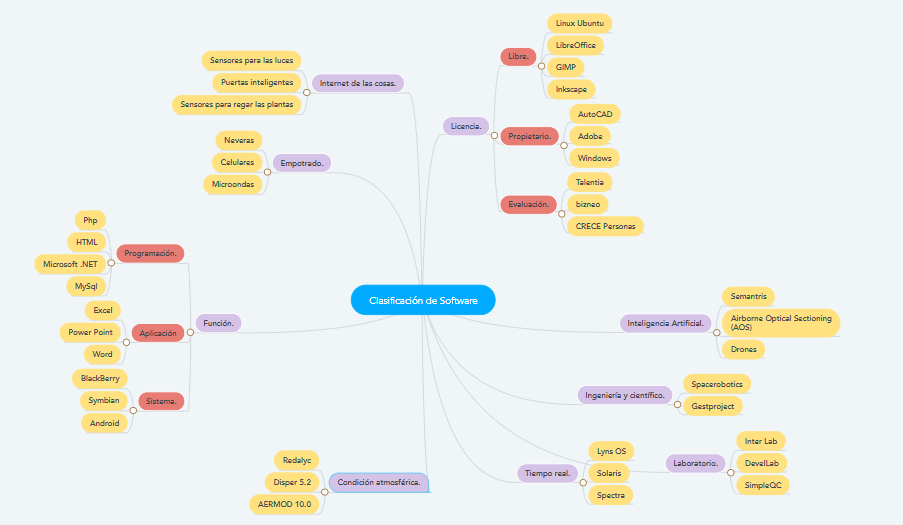 Clasificación de Software
Internet de las cosas.
Sensores para las luces
Puertas inteligentes
Sensores para regar las plantas
Empotrado.
Neveras
Celulares
Microondas
Función.
Programación.
Php
HTML
Microsoft .NET
MySql
Aplicación
Excel
Power Point
Word
Sistema.
BlackBerry
Symbian
Android
Condición atmosférica.
Redalyc
Disper 5.2
AERMOD 10.0
Licencia.
Libre.
Linux Ubuntu
LibreOffice
GIMP
Inkscape
Propietario.
AutoCAD
Adobe
Windows
Evaluación.
Talentia
bizneo
CRECE Personas
Inteligencia Artificial.
Semantris
Airborne Optical Sectioning
(AOS)
Drones
Ingeniería y científico.
Spacerobotics
Gestproject
Laboratorio.
Inter Lab
DevelLab
SimpleQC
Tiempo real.
Lyns OS
Solaris
Spectra